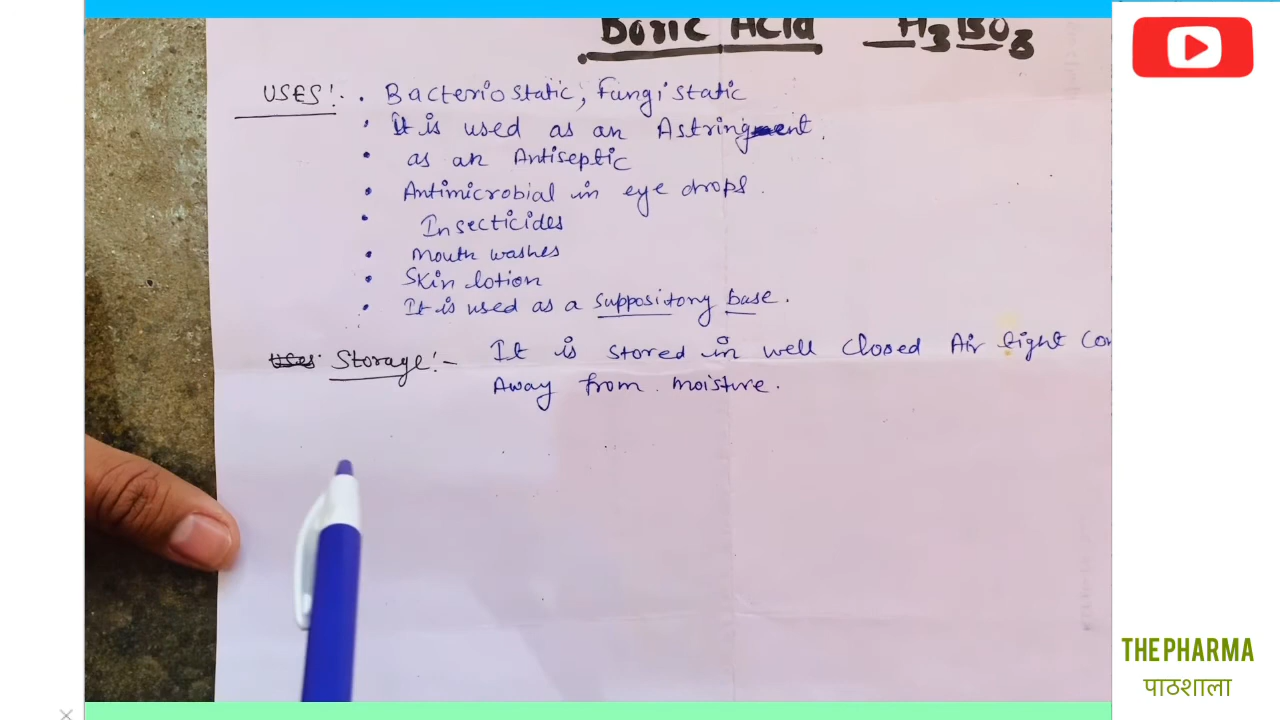 Boric Acid H3BO3
USES:- . Bacteriostatic, Fungistatic
. It is used as an Astringent.
. as an Antiseptic
. Antimicrobial in eye drops.
. Insecticides
. Mouth washes
. Skin lotion
. It is used as a suppository base.
Uses Storage:- It is stored in well closed Air tight
Away from moisture.
THE PHARMA
पाठशाला